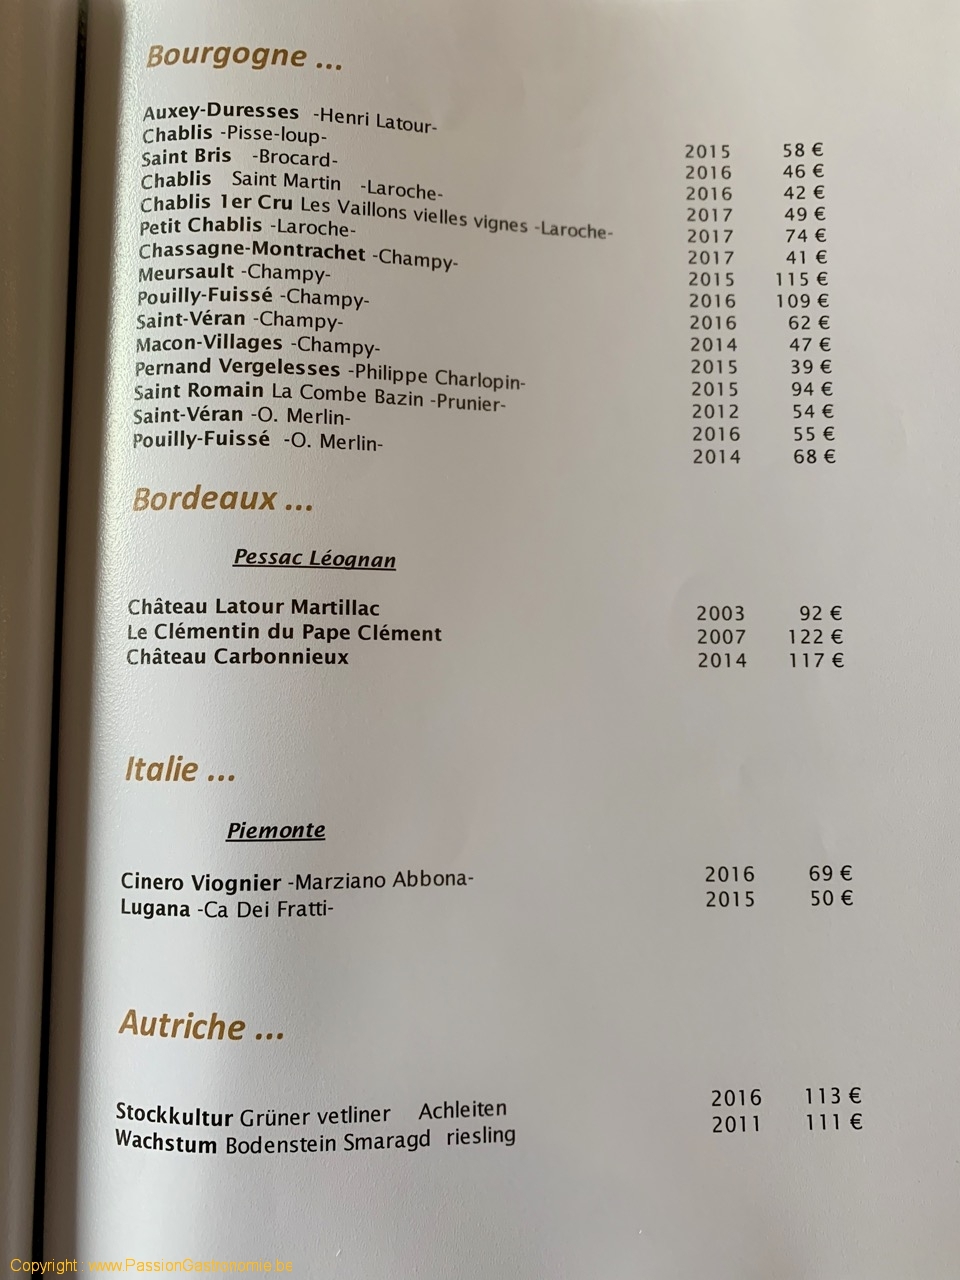 Bourgogne ...
Auxey-Duresses -Henri Latour- 2015 58 €
Chablis -Pisse-loup- 2016 46 €
Saint Bris -Brocard- 2016 42 €
Chablis Saint Martin -Laroche- 2017 49 €
Chablis 1er Cru Les Vaillons vielles vignes -Laroche- 2017 74 €
Petit Chablis -Laroche- 2017 41 €
Chassagne-Montrachet -Champy- 2015 115 €
Meursault -Champy- 2016 109 €
Pouilly-Fuissé -Champy- 2016 62 €
Saint-Véran -Champy- 2014 47 €
Macon-Villages -Champy- 2015 39 €
Pernand Vergelesses -Philippe Charlopin- 2015 94 €
Saint Romain La Combe Bazin -Prunier- 2012 54 €
Saint-Véran -O. Merlin- 2016 55 €
Pouilly-Fuissé -O. Merlin- 2014 68 €
Bordeaux ...
Pessac Léognan
Château Latour Martillac 2003 92 €
Le Clémentin du Pape Clément 2007 122 €
Château Carbonnieux 2014 117 €
Italie ...
Piemonte
Cinero Viognier -Marziano Abbona- 2016 69 €
Lugana -Ca Dei Fratti- 2015 50 €
Autriche ...
Stockkultur Grüner vetliner Achleiten 2016 113 €
Wachstum Bodenstein Smaragd riesling 2011 111 €
Copyright : www.PassionGastronomie.be